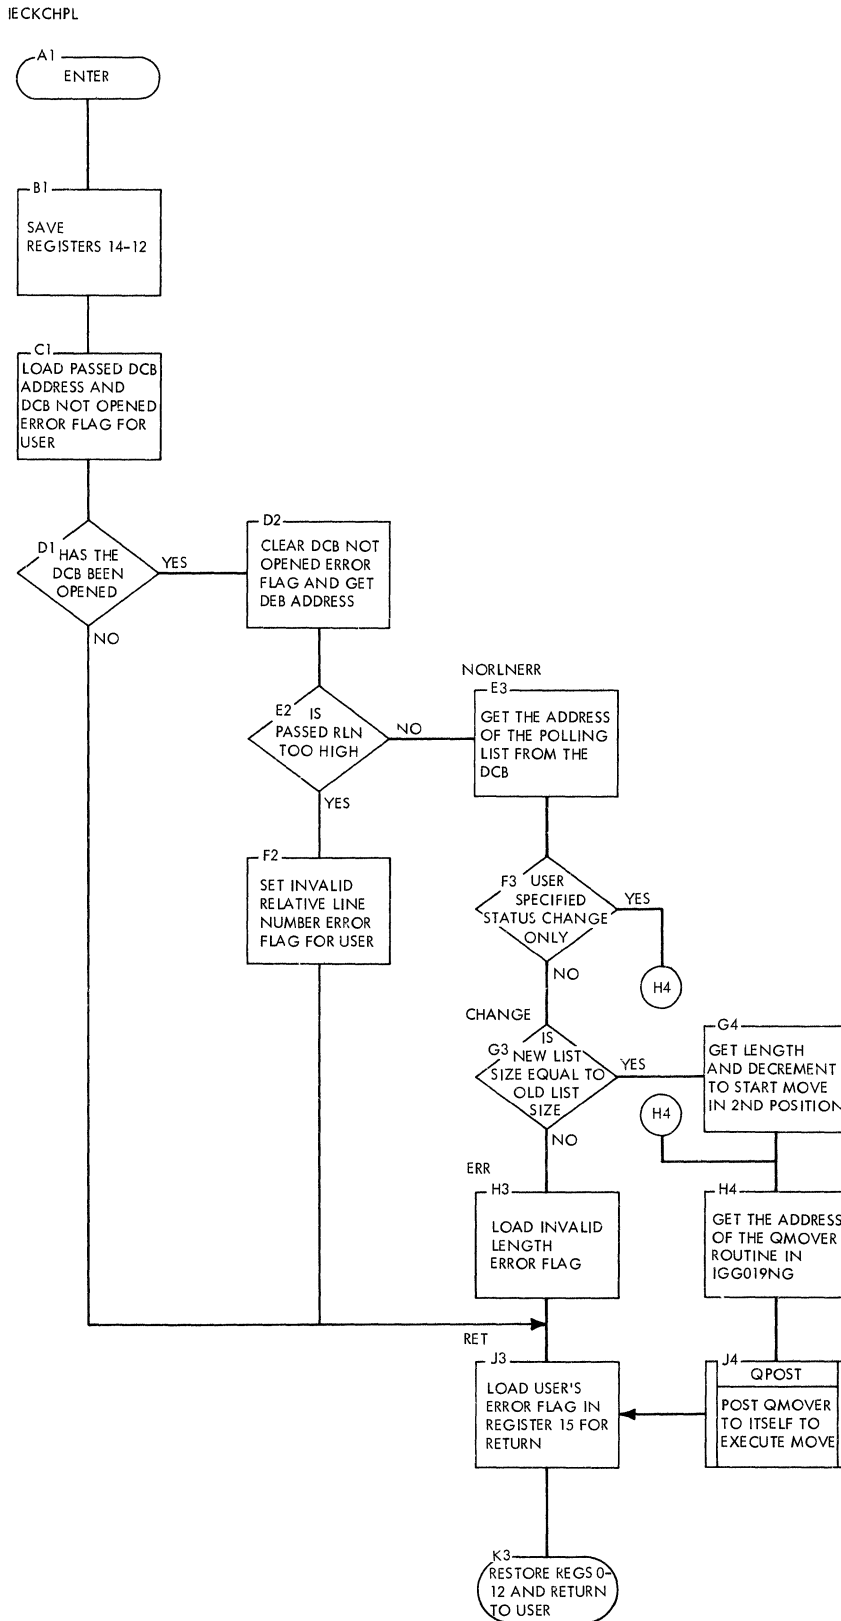 IECKCHPL
A1
ENTER
B1
SAVE
REGISTERS 14-12
C1
LOAD PASSED DCB
ADDRESS AND
DCB NOT OPENED
ERROR FLAG FOR
USER
D1
HAS THE
DCB BEEN
OPENED
YES
NO
D2
CLEAR DCB NOT
OPENED ERROR
FLAG AND GET
DEB ADDRESS
E2
IS
PASSED RLN
TOO HIGH
NO
YES
NORLNERR
E3
GET THE ADDRESS
OF THE POLLING
LIST FROM THE
DCB
F2
SET INVALID
RELATIVE LINE
NUMBER ERROR
FLAG FOR USER
F3
USER
SPECIFIED
STATUS CHANGE
ONLY
YES
NO
H4
CHANGE
G3
IS
NEW LIST
SIZE EQUAL TO
OLD LIST
SIZE
YES
NO
G4
GET LENGTH
AND DECREMENT
TO START MOVE
IN 2ND POSITION
H4
ERR
H3
LOAD INVALID
LENGTH
ERROR FLAG
H4
GET THE ADDRESS
OF THE QMOVER
ROUTINE IN
IGG019NG
RET
J3
LOAD USER'S
ERROR FLAG IN
REGISTER 15 FOR
RETURN
J4
QPOST
POST QMOVER
TO ITSELF TO
EXECUTE MOVE
K3
RESTORE REGS 0-
12 AND RETURN
TO USER